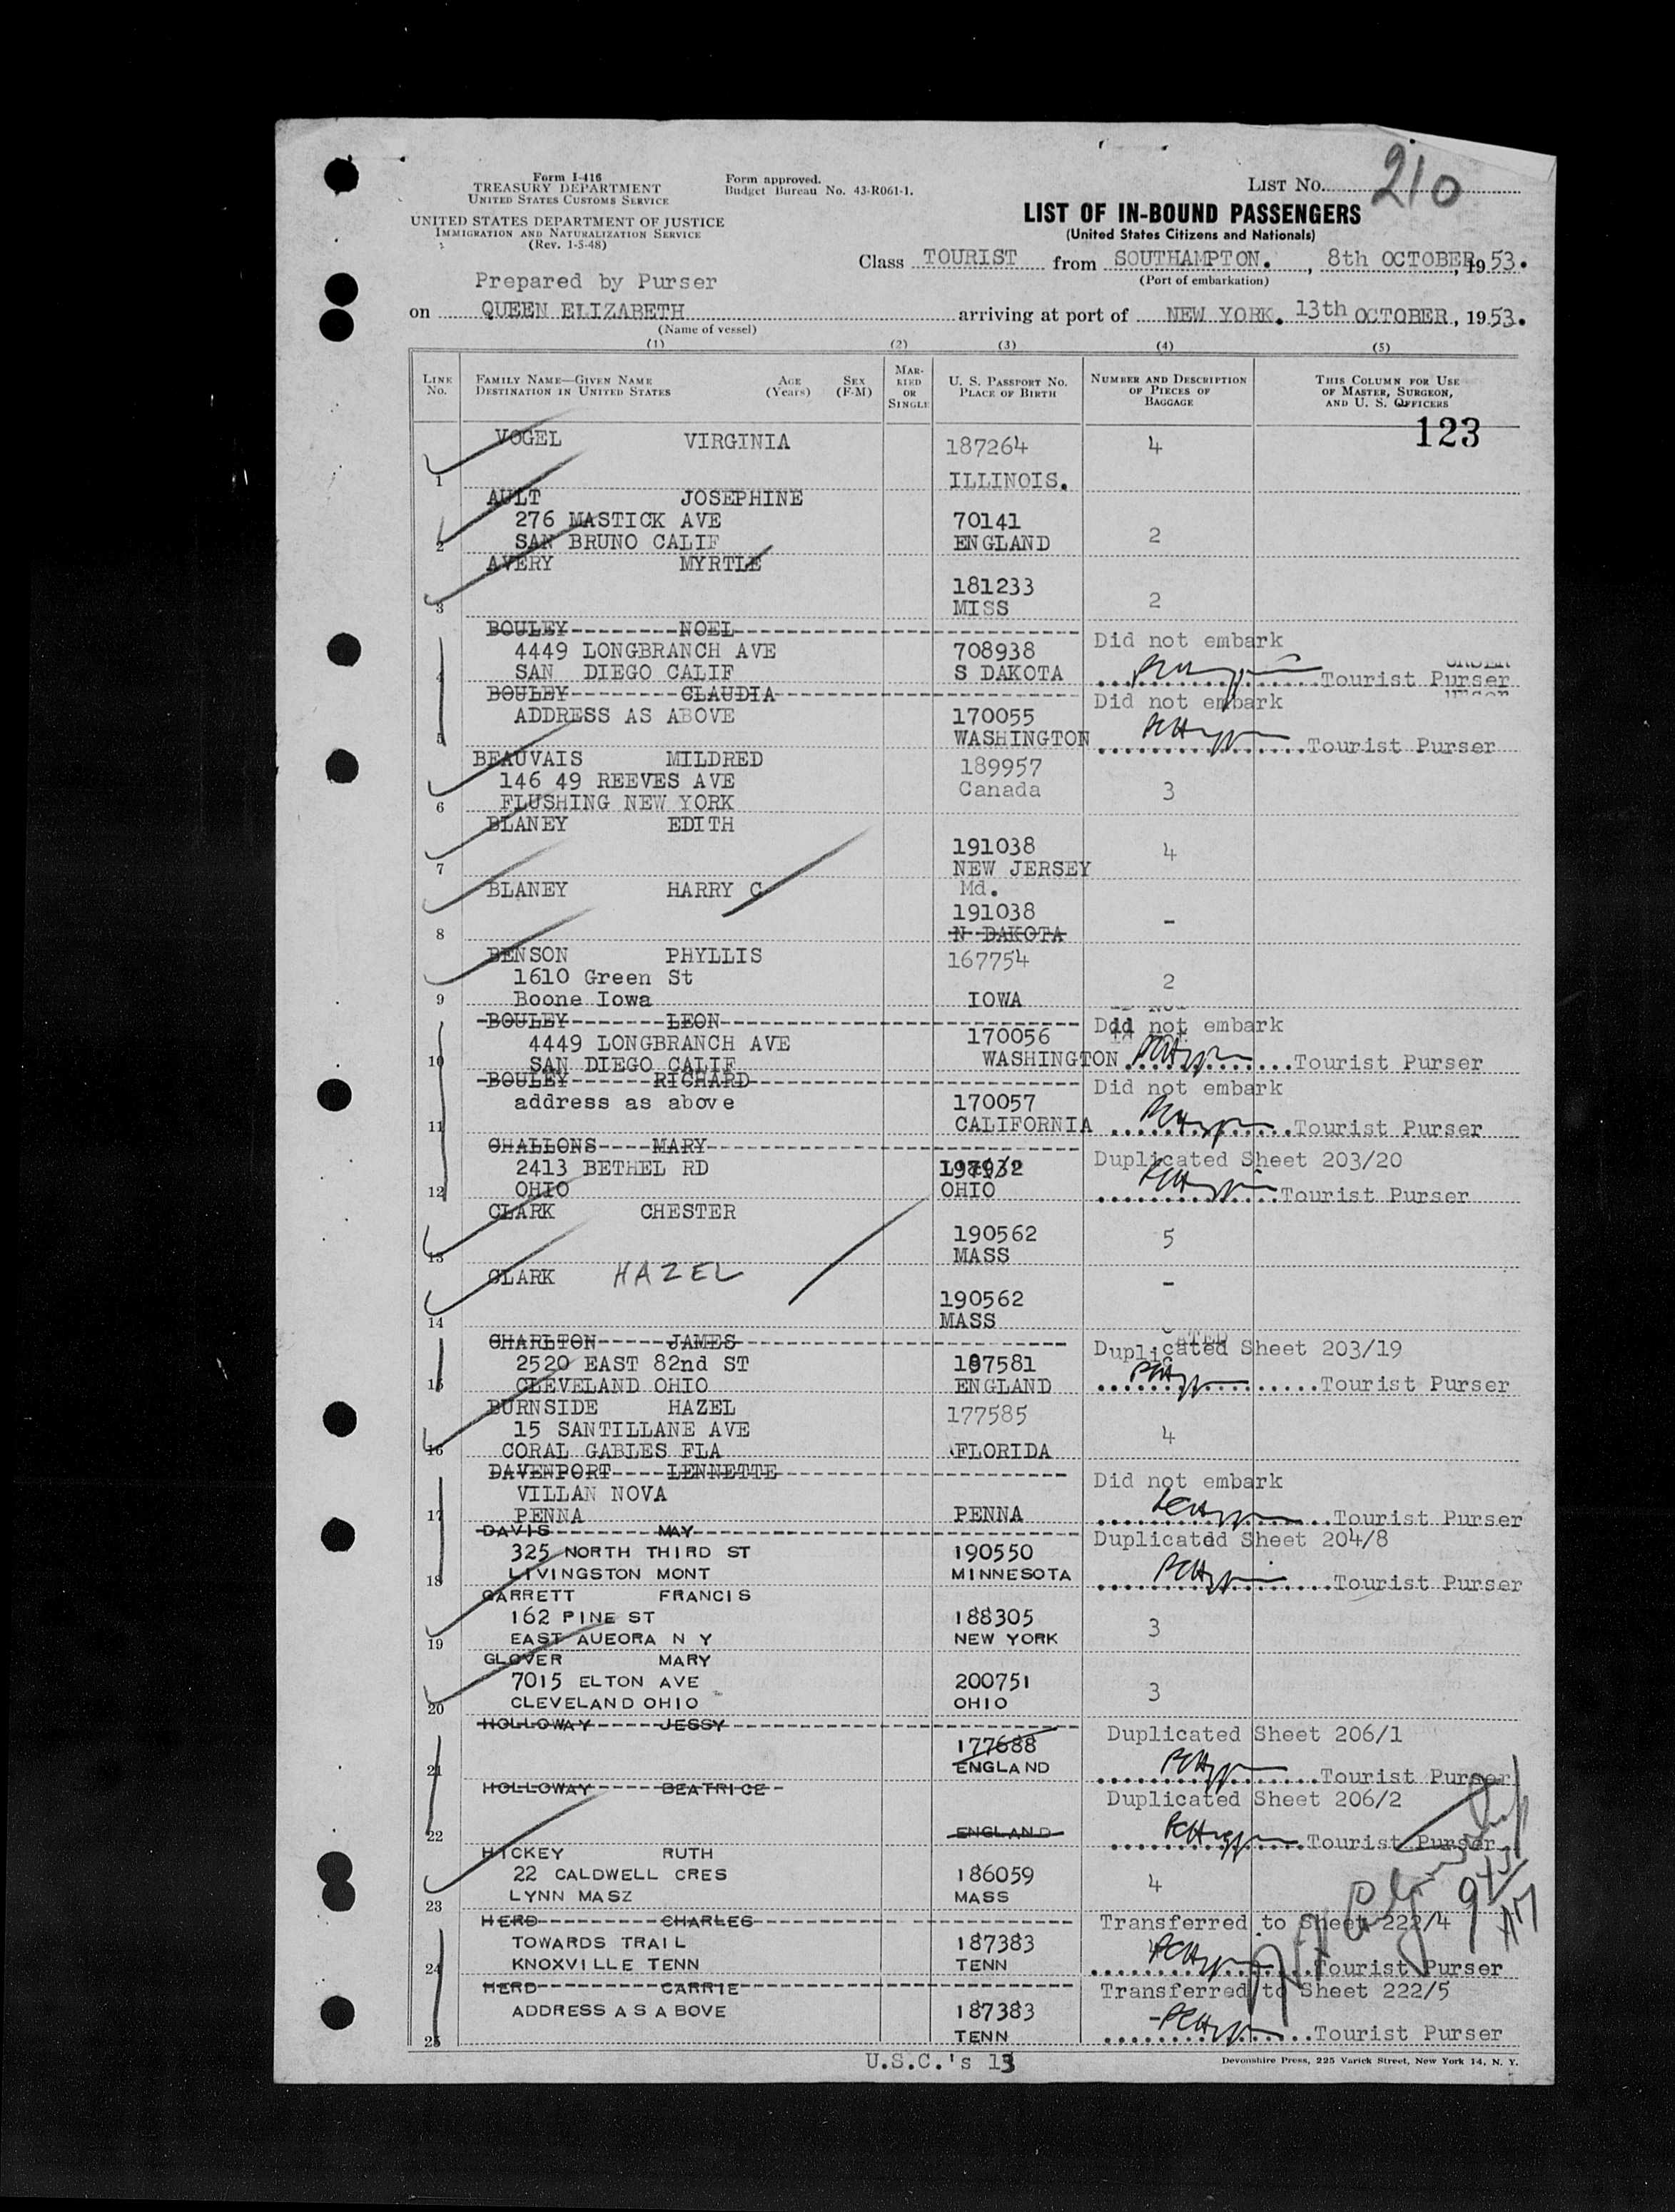 Form I-416
TREASURY DEPARTMENT
UNITED STATES CUSTOMS SERVICE
UNITED STATES DEPARTMENT OF JUSTICE
IMMIGRATION AND NATURALIZATION SERVICE
(Rev. 1-5-48)
Form approved.
Budget Bureau No. 43-R061-1.
LIST No. 210
LIST OF IN-BOUND PASSENGERS
(United States Citizens and Nationals)
Class TOURIST from SOUTHAMPTON. , 8th OCTOBER, 1953.
(Port of embarkation)
Prepared by Purser
on QUEEN ELIZABETH arriving at port of NEW YORK. 13th OCTOBER, 1953.
(Name of vessel)
(1) (2) (3) (4) (5)
LINE No.
FAMILY NAME—GIVEN NAME
DESTINATION IN UNITED STATES
AGE (Years)
SEX (F-M)
MARRIED OR SINGLE
U. S. PASSPORT No.
PLACE OF BIRTH
NUMBER AND DESCRIPTION OF PIECES OF BAGGAGE
THIS COLUMN FOR USE OF MASTER, SURGEON, AND U. S. OFFICERS
123
VOGEL VIRGINIA 187264 4
1 ILLINOIS.
AULT JOSEPHINE
276 MASTICK AVE 70141
2 SAN BRUNO CALIF ENGLAND 2
AVERY MYRTLE
181233
3 MISS 2
BOULEY--------NOEL Did not embark
4449 LONGBRANCH AVE 708938
4 SAN DIEGO CALIF S DAKOTA Tourist Purser
BOULEY--------CLAUDIA Did not embark
ADDRESS AS ABOVE 170055
5 WASHINGTON Tourist Purser
BEAUVAIS MILDRED 189957
146 49 REEVES AVE Canada 3
6 FLUSHING NEW YORK
BLANEY EDITH
191038 4
7 NEW JERSEY
BLANEY HARRY C Md.
191038 -
8 N DAKOTA
BENSON PHYLLIS 167754
1610 Green St 2
9 Boone Iowa IOWA
BOULEY-------LEON Did not embark
4449 LONGBRANCH AVE 170056
10 SAN DIEGO CALIF WASHINGTON Tourist Purser
BOULEY------RICHARD Did not embark
address as above 170057
11 CALIFORNIA Tourist Purser
CHALLONS----MARY Duplicated Sheet 203/20
2413 BETHEL RD
12 OHIO OHIO Tourist Purser
CLARK CHESTER
190562 5
13 MASS
CLARK HAZEL -
190562
14 MASS
CHARLTON-----JAMES Duplicated Sheet 203/19
2520 EAST 82nd ST 187581
15 CLEVELAND OHIO ENGLAND Tourist Purser
BURNSIDE HAZEL 177585
15 SANTILLANE AVE 4
16 CORAL GABLES FLA FLORIDA
DAVENPORT----LENNETTE Did not embark
VILLAN NOVA
17 PENNA PENNA Tourist Purser
DAVIS MAY Duplicated Sheet 204/8
325 NORTH THIRD ST 190550
18 LIVINGSTON MONT MINNESOTA Tourist Purser
GARRETT FRANCIS
162 PINE ST 188305 3
19 EAST AUEORA N Y NEW YORK
GLOVER MARY
7015 ELTON AVE 200751 3
20 CLEVELAND OHIO OHIO
HOLLOWAY-----JESSY Duplicated Sheet 206/1
177688
21 ENGLAND Tourist Purser
HOLLOWAY-----BEATRICE- Duplicated Sheet 206/2
22 ENGLAND Tourist Purser
HICKEY RUTH
22 CALDWELL CRES 186059 4
23 LYNN MASZ MASS
HERD---------CHARLES Transferred to Sheet 222/4
TOWARDS TRAIL 187383
24 KNOXVILLE TENN TENN Tourist Purser
HERD---------CARRIE Transferred to Sheet 222/5
ADDRESS AS ABOVE 187383
25 TENN Tourist Purser
U.S.C.'s 13
Devonshire Press, 225 Varick Street, New York 14, N. Y.